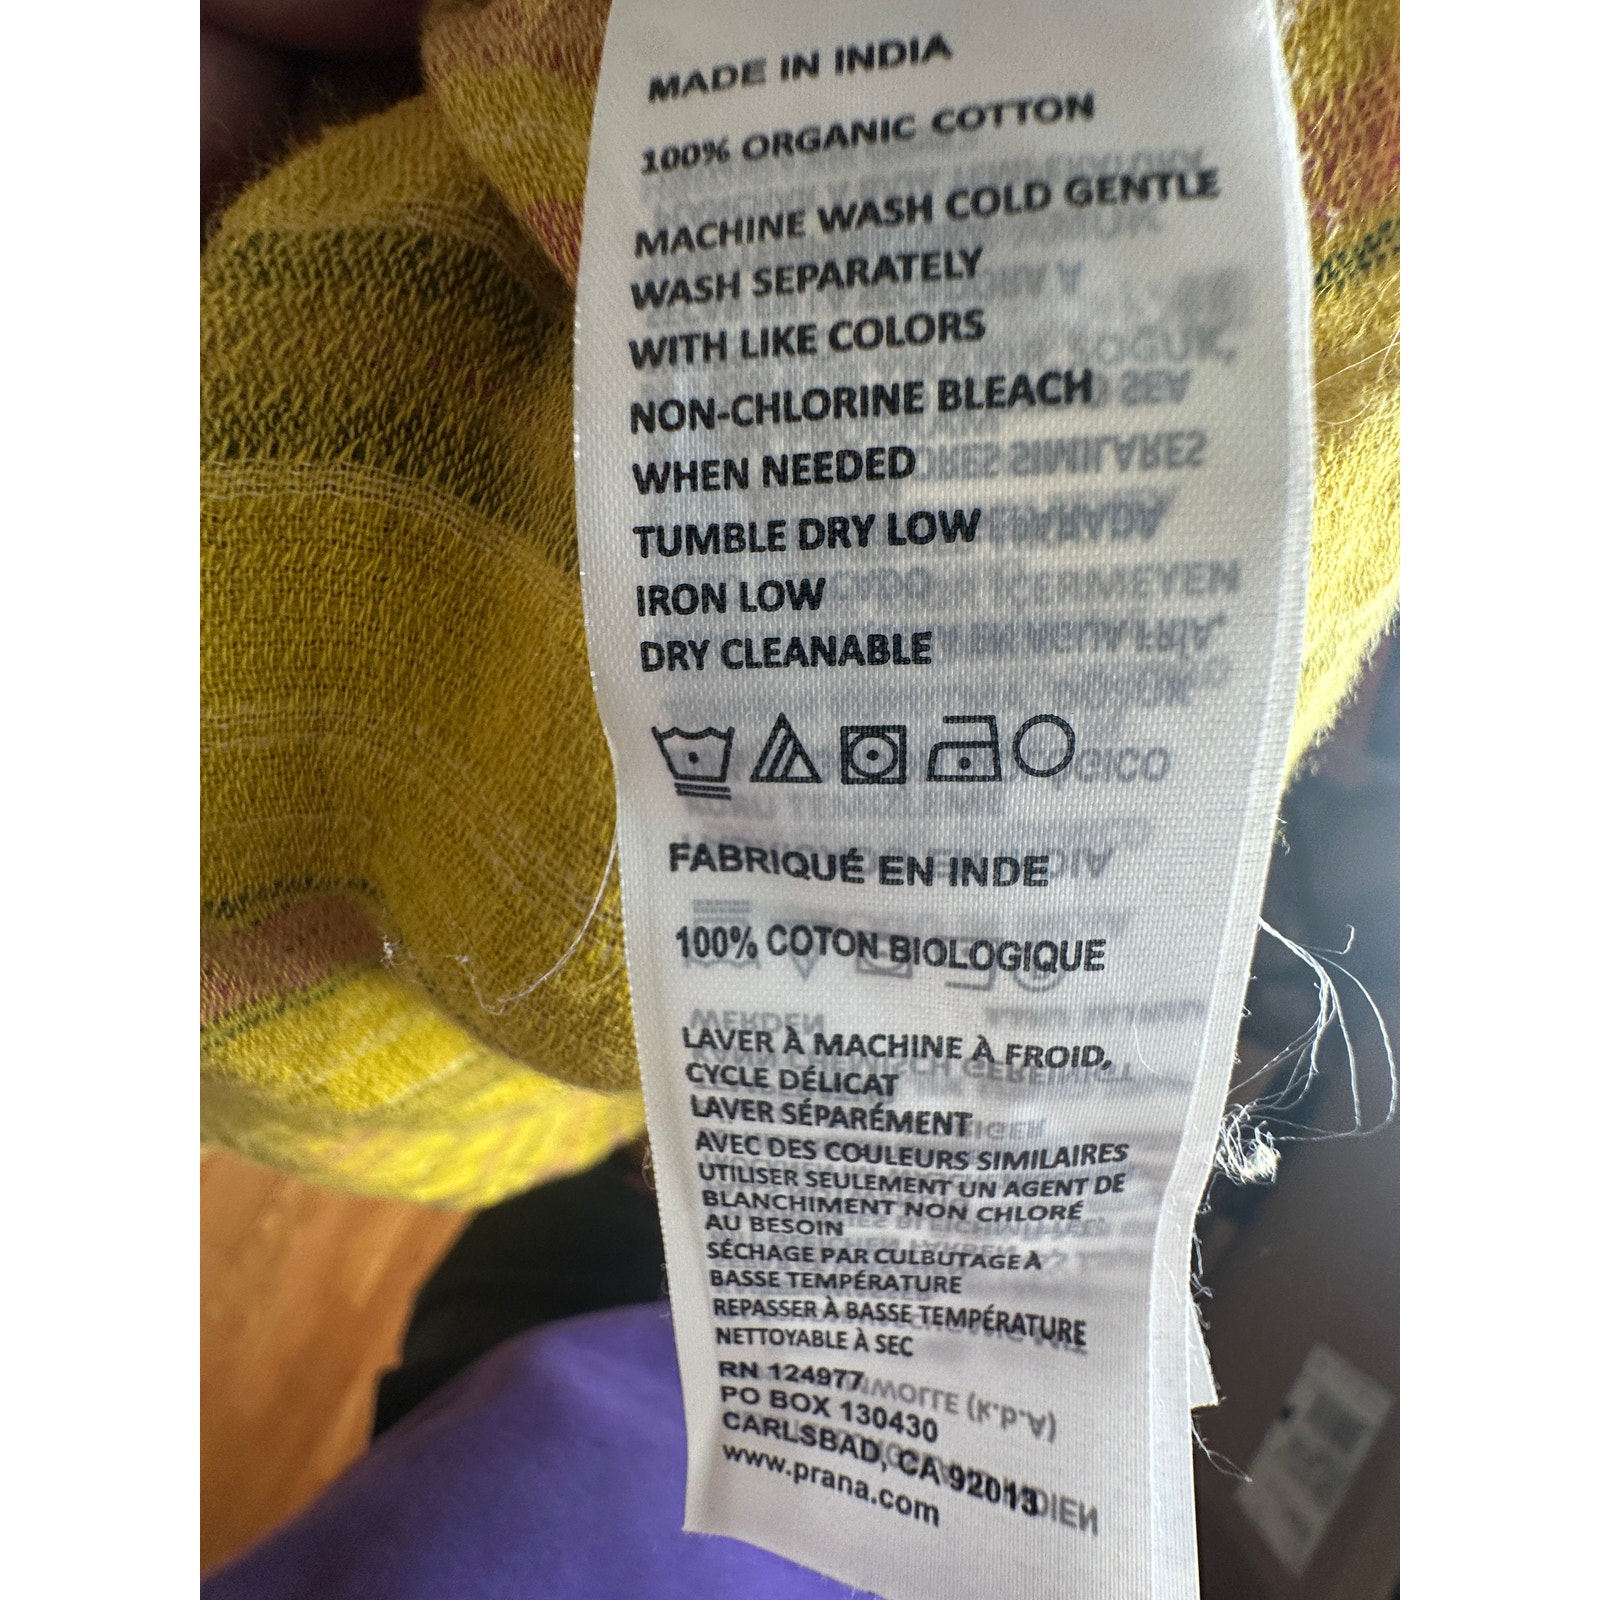 MADE IN INDIA
100% ORGANIC COTTON
MACHINE WASH COLD GENTLE
WASH SEPARATELY
WITH LIKE COLORS
NON-CHLORINE BLEACH
WHEN NEEDED
TUMBLE DRY LOW
IRON LOW
DRY CLEANABLE
FABRIQUÉ EN INDE
100% COTON BIOLOGIQUE
LAVER À MACHINE À FROID,
CYCLE DÉLICAT
LAVER SÉPARÉMENT
AVEC DES COULEURS SIMILAIRES
UTILISER SEULEMENT UN AGENT DE
BLANCHIMENT NON CHLORÉ
AU BESOIN
SÉCHAGE PAR CULBUTAGE À
BASSE TEMPÉRATURE
REPASSER À BASSE TEMPÉRATURE
NETTOYABLE À SEC
RN 124977
PO BOX 130430
CARLSBAD, CA 92013
www.prana.com